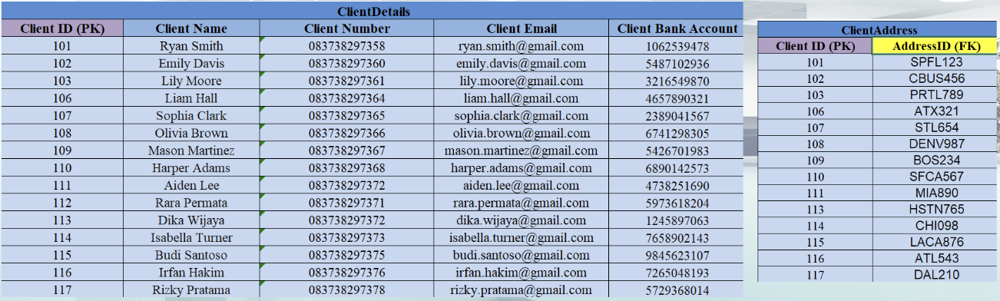 ClientDetails
Client ID (PK) Client Name Client Number Client Email Client Bank Account
101 Ryan Smith 083738297358 ryan.smith@gmail.com 1062539478
102 Emily Davis 083738297360 emily.davis@gmail.com 5487102936
103 Lily Moore 083738297361 lily.moore@gmail.com 3216549870
106 Liam Hall 083738297364 liam.hall@gmail.com 4657890321
107 Sophia Clark 083738297365 sophia.clark@gmail.com 2389041567
108 Olivia Brown 083738297366 olivia.brown@gmail.com 6741298305
109 Mason Martinez 083738297367 mason.martinez@gmail.com 5426701983
110 Harper Adams 083738297368 harper.adams@gmail.com 6890142573
111 Aiden Lee 083738297372 aiden.lee@gmail.com 4738251690
112 Rara Permata 083738297371 rara.permata@gmail.com 5973618204
113 Dika Wijaya 083738297372 dika.wijaya@gmail.com 1245897063
114 Isabella Turner 083738297373 isabella.turner@gmail.com 7658902143
115 Budi Santoso 083738297375 budi.santoso@gmail.com 9845623107
116 Irfan Hakim 083738297376 irfan.hakim@gmail.com 7265048193
117 Rizky Pratama 083738297378 rizky.pratama@gmail.com 5729368014
ClientAddress
Client ID (PK) AddressID (FK)
101 SPFL123
102 CBUS456
103 PRTL789
106 ATX321
107 STL654
108 DENV987
109 BOS234
110 SFCA567
111 MIA890
113 HSTN765
114 CHI098
115 LACA876
116 ATL543
117 DAL210